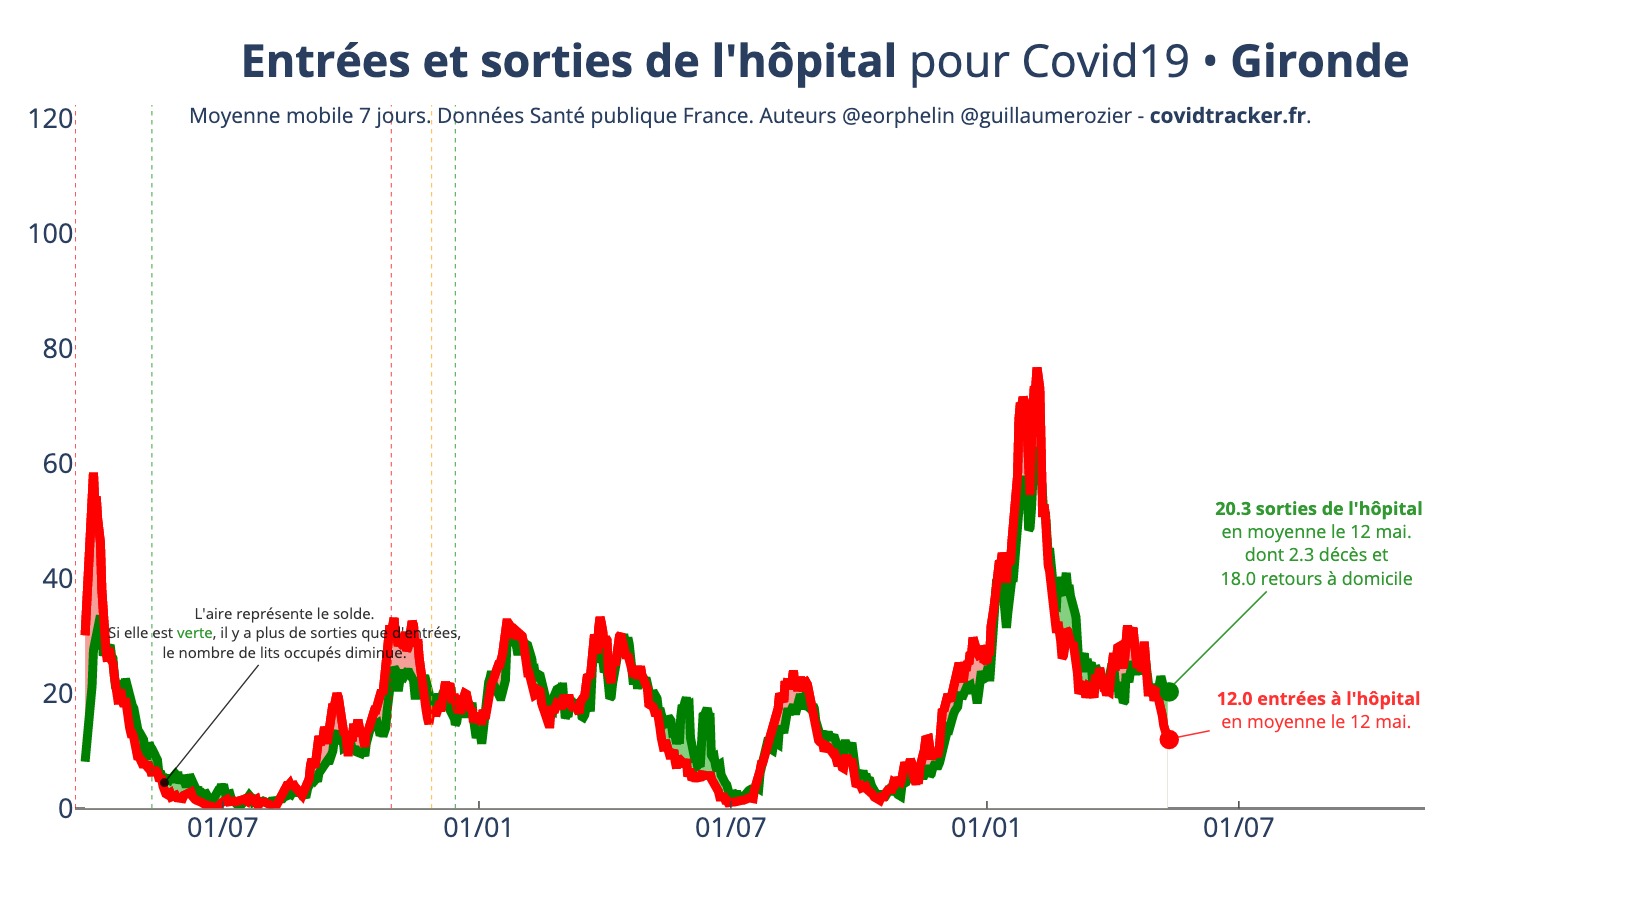 Entrées et sorties de l'hôpital pour Covid19 • Gironde
Moyenne mobile 7 jours. Données Santé publique France. Auteurs @eorphelin @guillaumerozier - covidtracker.fr.
120
100
80
60
40
20
0
L'aire représente le solde.
Si elle est verte, il y a plus de sorties que d'entrées,
le nombre de lits occupés diminue.
20.3 sorties de l'hôpital
en moyenne le 12 mai.
dont 2.3 décès et
18.0 retours à domicile
12.0 entrées à l'hôpital
en moyenne le 12 mai.
01/07
01/01
01/07
01/01
01/07